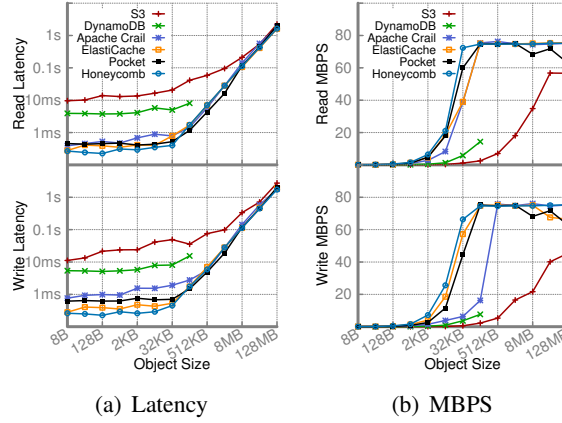 S3
DynamoDB
Apache Crail
ElastiCache
Pocket
Honeycomb
Read Latency
1s
0.1s
10ms
1ms
Write Latency
1s
10ms
1ms
8B
128B
2KB
32KB
512KB
8MB
128MB
Object Size
(a) Latency
S3
DynamoDB
Apache Crail
ElastiCache
Pocket
Honeycomb
Read MBPS
80
60
40
20
0
Write MBPS
80
60
40
20
0
8B
128B
2KB
32KB
512KB
8MB
128MB
Object Size
(b) MBPS